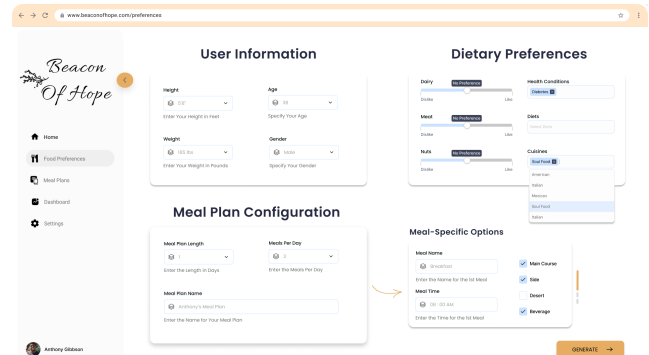 www.beaconofhope.com/preferences
Beacon
Of Hope
Home
Food Preferences
Meal Plans
Dashboard
Settings
Anthony Gibbson
User Information
Height
Age
Enter Your Height in Feet
Specify Your Age
Weight
Gender
lbs
Male
Enter Your Weight in Pounds
Specify Your Gender
Dietary Preferences
Dairy
No Preference
Dislike
Like
Meat
No Preference
Dislike
Like
Nuts
No Preference
Dislike
Like
Health Conditions
Diabetes
Diets
Cuisines
Soul Food
American
Italian
Mexican
Soul Food
Italian
Meal Plan Configuration
Meal Plan Length
Meals Per Day
1
3
Enter the Length in Days
Enter the Meals Per Day
Meal Plan Name
Anthony's Meal Plan
Enter the Name for Your Meal Plan
Meal-Specific Options
Meal Name
Breakfast
Enter the Name for the 1st Meal
Meal Time
08 : 00 AM
Enter the Time for the 1st Meal
Main Course
Side
Desert
Beverage
GENERATE →